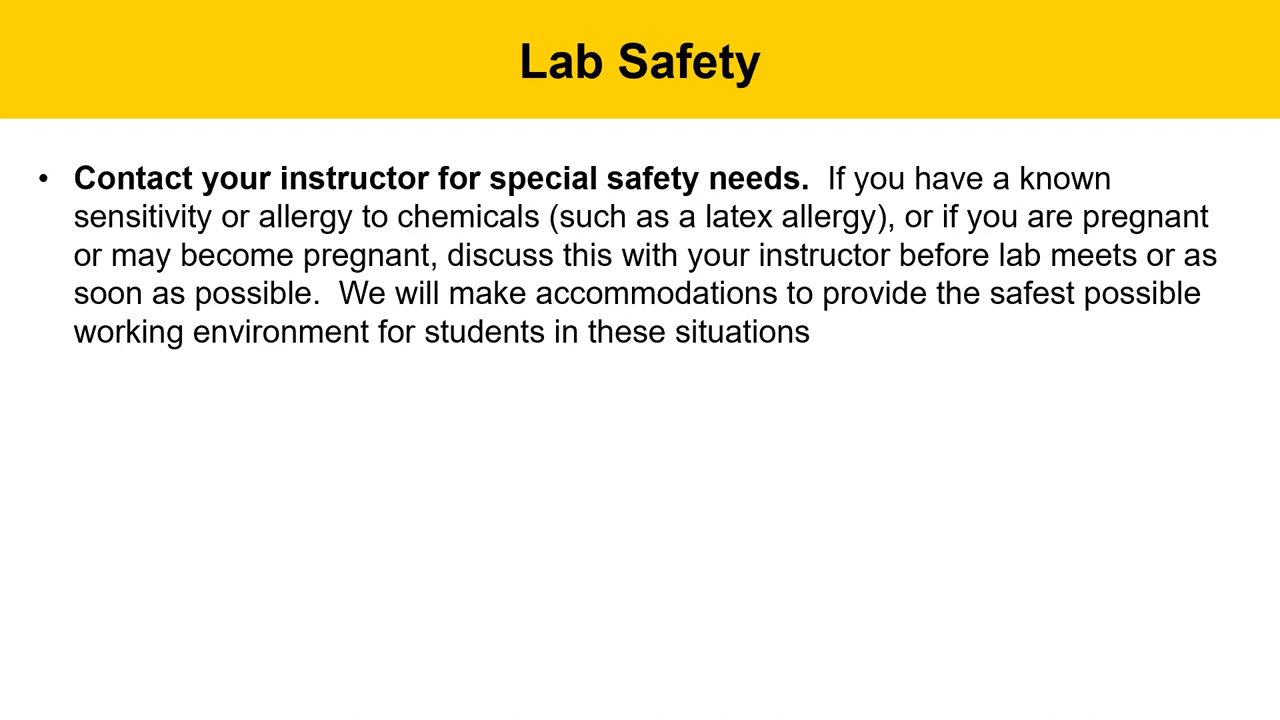 Lab Safety
• Contact your instructor for special safety needs.  If you have a known
sensitivity or allergy to chemicals (such as a latex allergy), or if you are pregnant
or may become pregnant, discuss this with your instructor before lab meets or as
soon as possible.  We will make accommodations to provide the safest possible
working environment for students in these situations